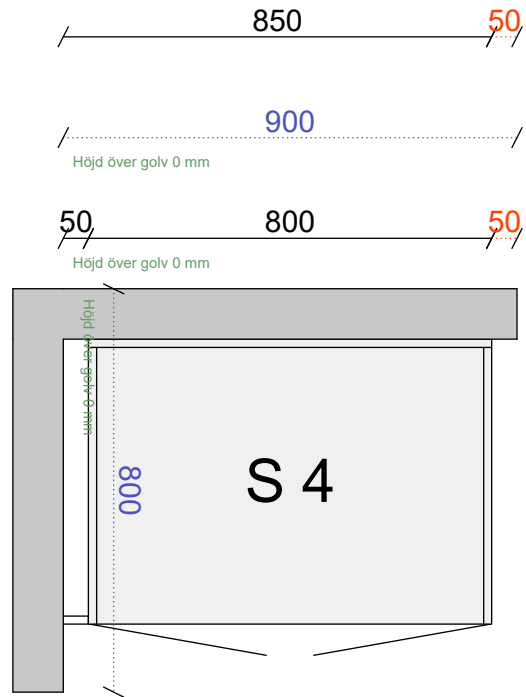 850 50
900
Höjd över golv 0 mm
50 800 50
Höjd över golv 0 mm
Höjd över golv 0 mm
800
S 4